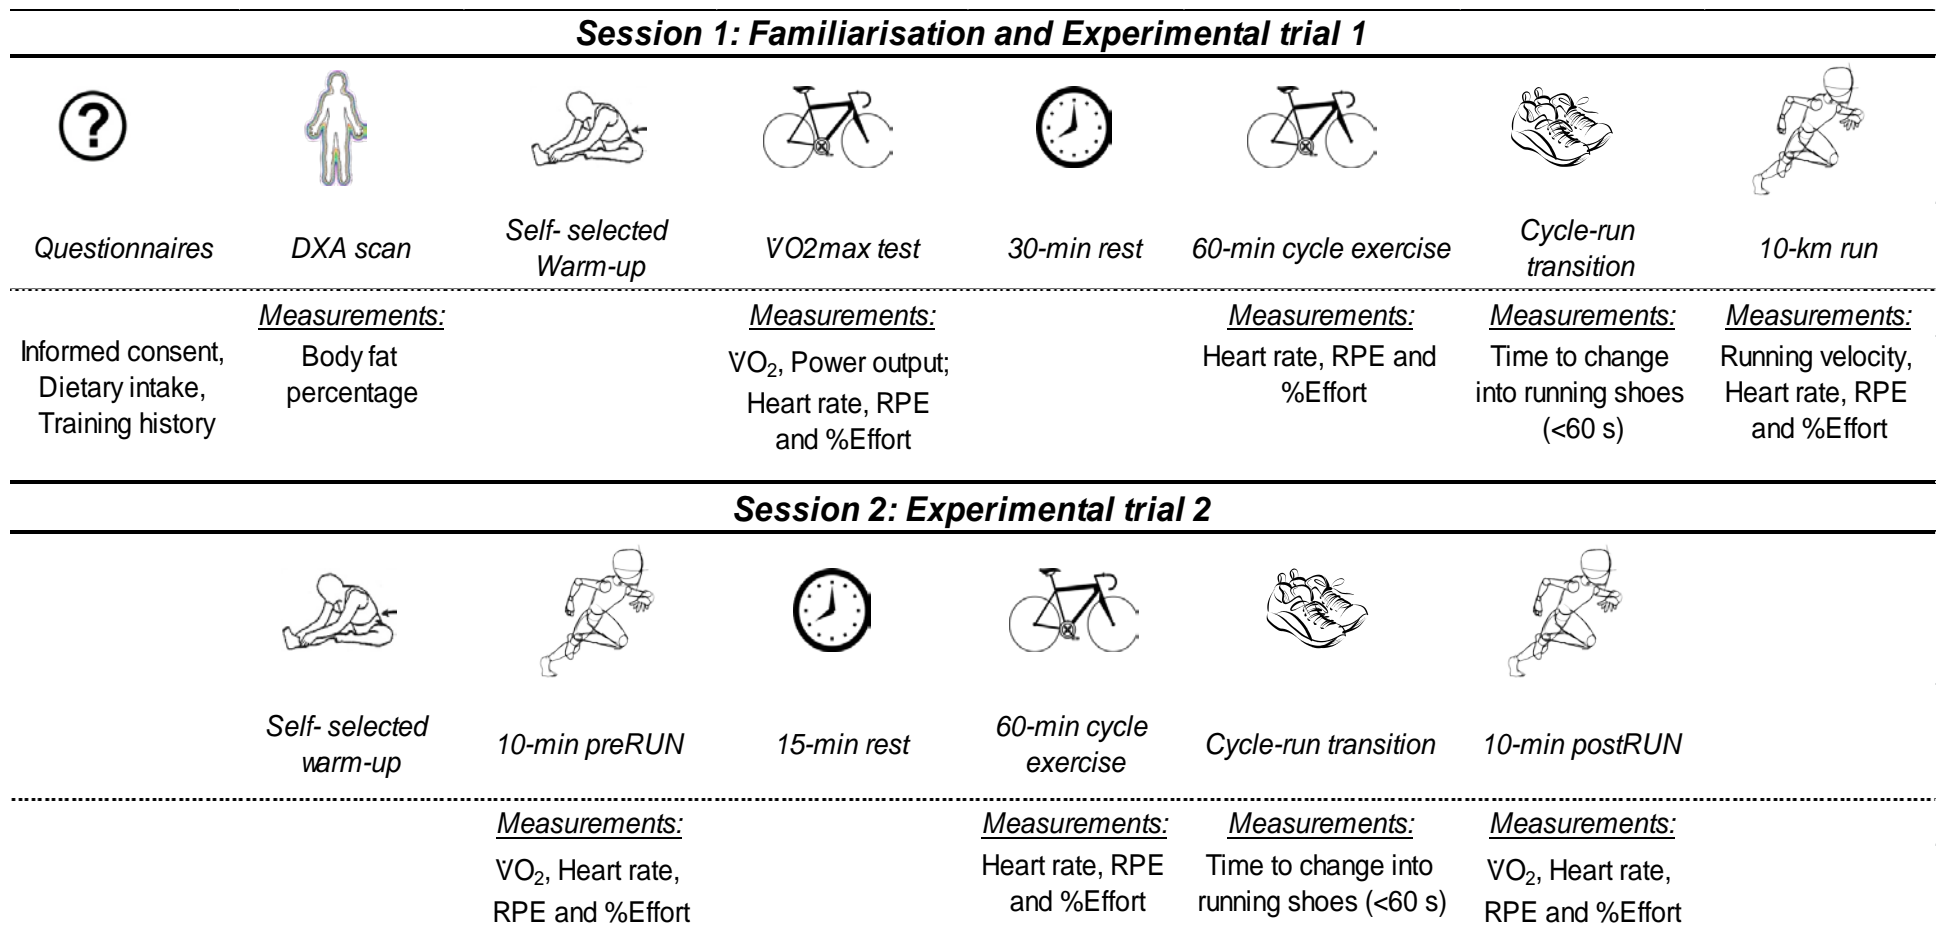 Session 1: Familiarisation and Experimental trial 1
?
Questionnaires
DXA scan
Self- selected
Warm-up
V̇O2max test
30-min rest
60-min cycle exercise
Cycle-run
transition
10-km run
Informed consent,
Dietary intake,
Training history
Measurements:
Body fat
percentage
Measurements:
V̇O₂, Power output;
Heart rate, RPE
and %Effort
Measurements:
Heart rate, RPE and
%Effort
Measurements:
Time to change
into running shoes
(<60 s)
Measurements:
Running velocity,
Heart rate, RPE
and %Effort
Session 2: Experimental trial 2
Self- selected
warm-up
10-min preRUN
15-min rest
60-min cycle
exercise
Cycle-run transition
10-min postRUN
Measurements:
V̇O₂, Heart rate,
RPE and %Effort
Measurements:
Heart rate, RPE
and %Effort
Measurements:
Time to change into
running shoes (<60 s)
Measurements:
V̇O₂, Heart rate,
RPE and %Effort